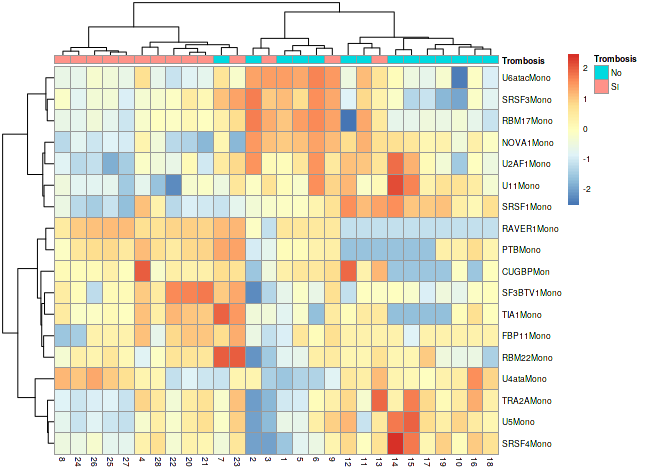 Trombosis
U6atacMono
SRSF3Mono
RBM17Mono
NOVA1Mono
U2AF1Mono
U11Mono
SRSF1Mono
RAVER1Mono
PTBMono
CUGBPMon
SF3BTV1Mono
TIA1Mono
FBP11Mono
RBM22Mono
U4ataMono
TRA2AMono
U5Mono
SRSF4Mono
8 24 26 25 27 4 28 22 20 21 7 23 2 3 1 5 6 9 12 11 13 14 15 17 19 10 16 18
2
1
0
-1
-2
Trombosis
No
SI